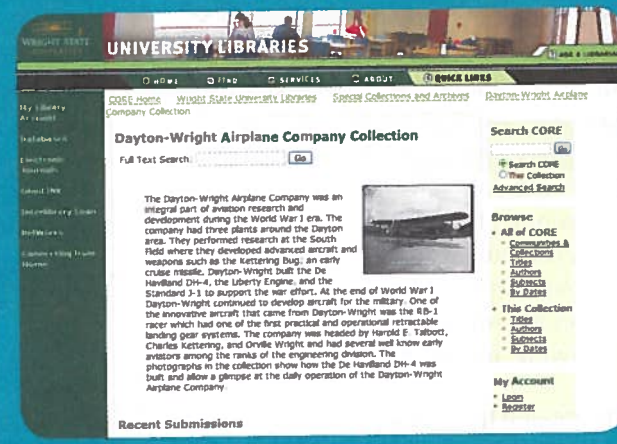 WRIGHT STATE
UNIVERSITY LIBRARIES
ASK A LIBRARIAN
HOME FIND SERVICES ABOUT QUICK LINKS
CORE Home Wright State University Libraries Special Collections and Archives Dayton-Wright Airplane
Company Collection
My Library
Account
Databases
Electronic
Journals
OhioLINK
Interlibrary Loan
Connecting from
Home
Dayton-Wright Airplane Company Collection
Full Text Search: Go
The Dayton-Wright Airplane Company was an
integral part of aviation research and
development during the World War I era. The
company had three plants around the Dayton
area. They performed research at the South
Field where they developed advanced aircraft and
weapons such as the Kettering Bug, an early
cruise missile. Dayton-Wright built the De
Havilland DH-4, the Liberty Engine, and the
Standard J-1 to support the war effort. At the end of World War I
Dayton-Wright continued to develop aircraft for the military. One of
the innovative aircraft that came from Dayton-Wright was the RB-1
racer which had one of the first practical and operational retractable
landing gear systems. The company was headed by Harold E. Talbott,
Charles Kettering, and Orville Wright and had several well know early
aviators among the ranks of the engineering division. The
photographs in the collection show how the De Havilland DH-4 was
built and allow a glimpse at the daily operation of the Dayton-Wright
Airplane Company.
Recent Submissions
Search CORE
Go
Search CORE
This Collection
Advanced Search
Browse
All of CORE
Communities &
Collections
Titles
Authors
Subjects
By Dates
This Collection
Titles
Authors
Subjects
By Dates
My Account
Login
Register